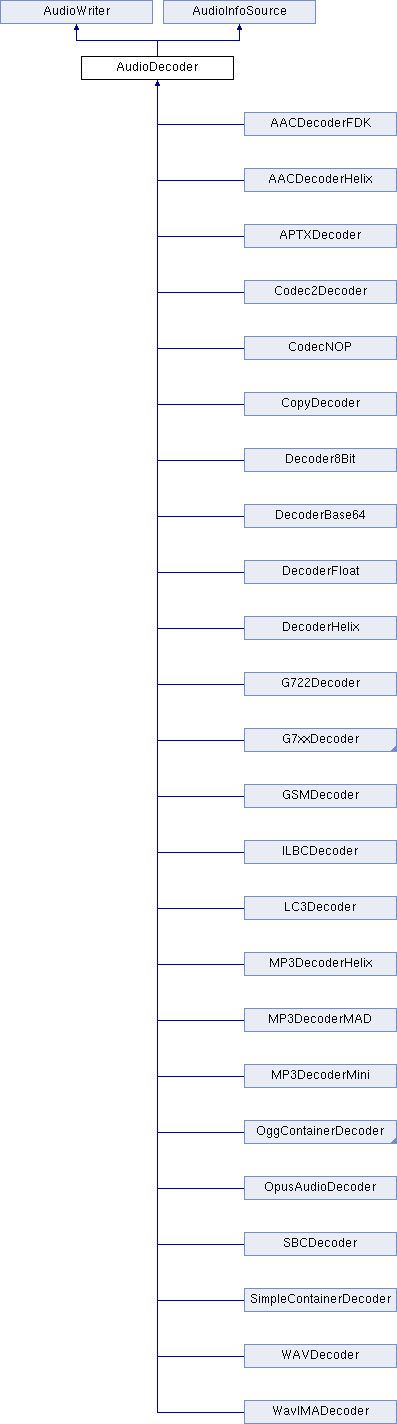 AudioWriter
AudioInfoSource
AudioDecoder
AACDecoderFDK
AACDecoderHelix
APTXDecoder
Codec2Decoder
CodecNOP
CopyDecoder
Decoder8Bit
DecoderBase64
DecoderFloat
DecoderHelix
G722Decoder
G7xxDecoder
GSMDecoder
ILBCDecoder
LC3Decoder
MP3DecoderHelix
MP3DecoderMAD
MP3DecoderMini
OggContainerDecoder
OpusAudioDecoder
SBCDecoder
SimpleContainerDecoder
WAVDecoder
WavIMADecoder